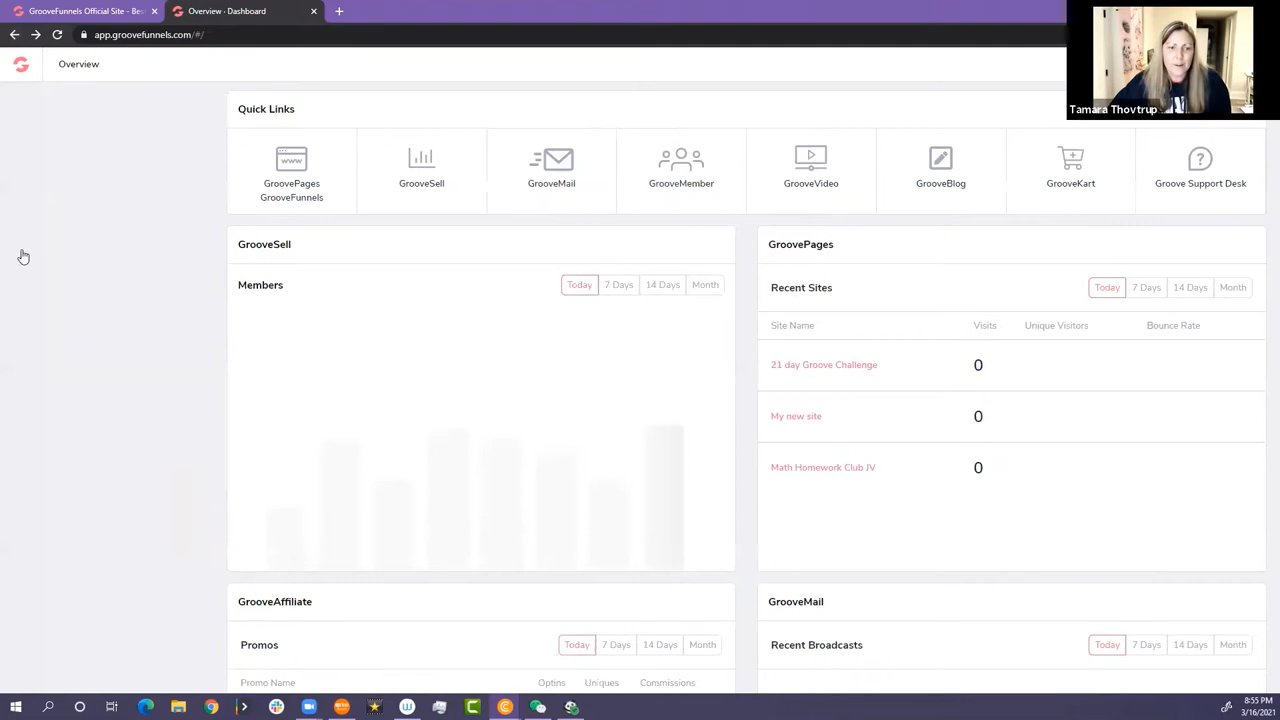 GrooveFunnels Official Site - Bes
Overview - Dashboard
app.groovefunnels.com/#/
Overview
Tamara Thovtrup
Quick Links
GroovePages
GrooveFunnels
GrooveSell
GrooveMail
GrooveMember
GrooveVideo
GrooveBlog
GrooveKart
Groove Support Desk
GrooveSell
Members
Today 7 Days 14 Days Month
GroovePages
Recent Sites
Today 7 Days 14 Days Month
Site Name Visits Unique Visitors Bounce Rate
21 day Groove Challenge 0
My new site 0
Math Homework Club JV 0
GrooveAffiliate
Promos
Today 7 Days 14 Days Month
Promo Name Optins Uniques Commissions
GrooveMail
Recent Broadcasts
Today 7 Days 14 Days Month
8:55 PM
3/16/2021